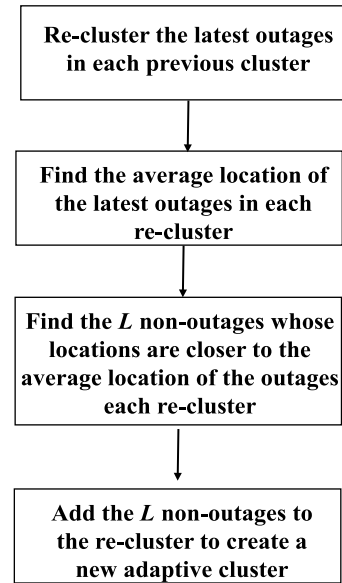 Re-cluster the latest outages
in each previous cluster
Find the average location of
the latest outages in each
re-cluster
Find the L non-outages whose
locations are closer to the
average location of the outages
each re-cluster
Add the L non-outages to
the re-cluster to create a
new adaptive cluster